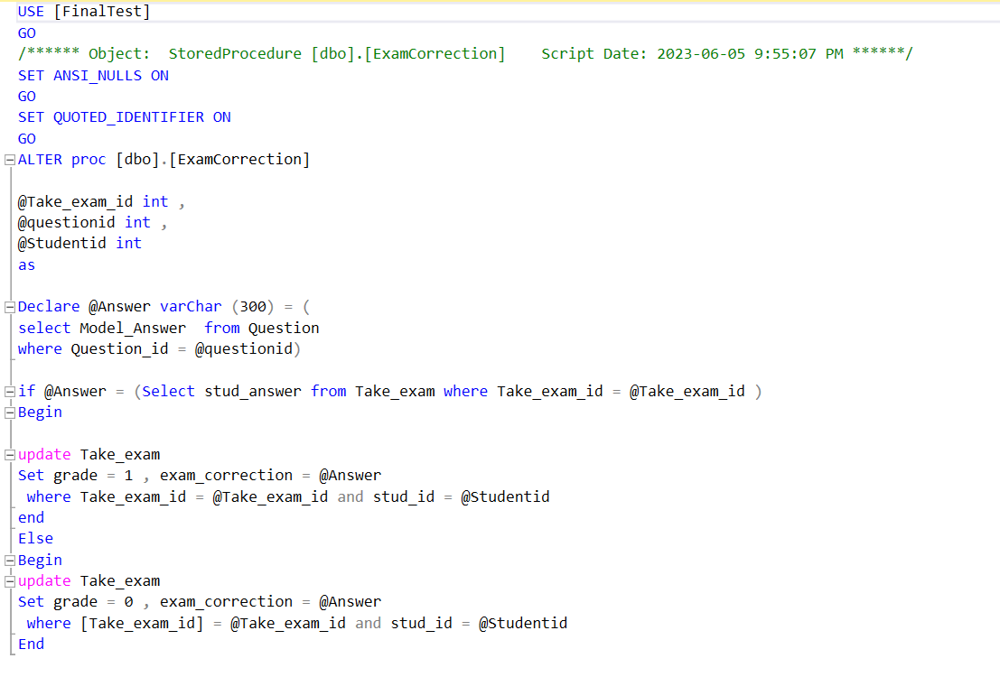 USE [FinalTest]
GO
/****** Object:  StoredProcedure [dbo].[ExamCorrection]    Script Date: 2023-06-05 9:55:07 PM ******/
SET ANSI_NULLS ON
GO
SET QUOTED_IDENTIFIER ON
GO
ALTER proc [dbo].[ExamCorrection]
@Take_exam_id int ,
@questionid int ,
@Studentid int
as
Declare @Answer varChar (300) = (
select Model_Answer  from Question
where Question_id = @questionid)
if @Answer = (Select stud_answer from Take_exam where Take_exam_id = @Take_exam_id )
Begin
update Take_exam
Set grade = 1 , exam_correction = @Answer
where Take_exam_id = @Take_exam_id and stud_id = @Studentid
end
Else
Begin
update Take_exam
Set grade = 0 , exam_correction = @Answer
where [Take_exam_id] = @Take_exam_id and stud_id = @Studentid
End